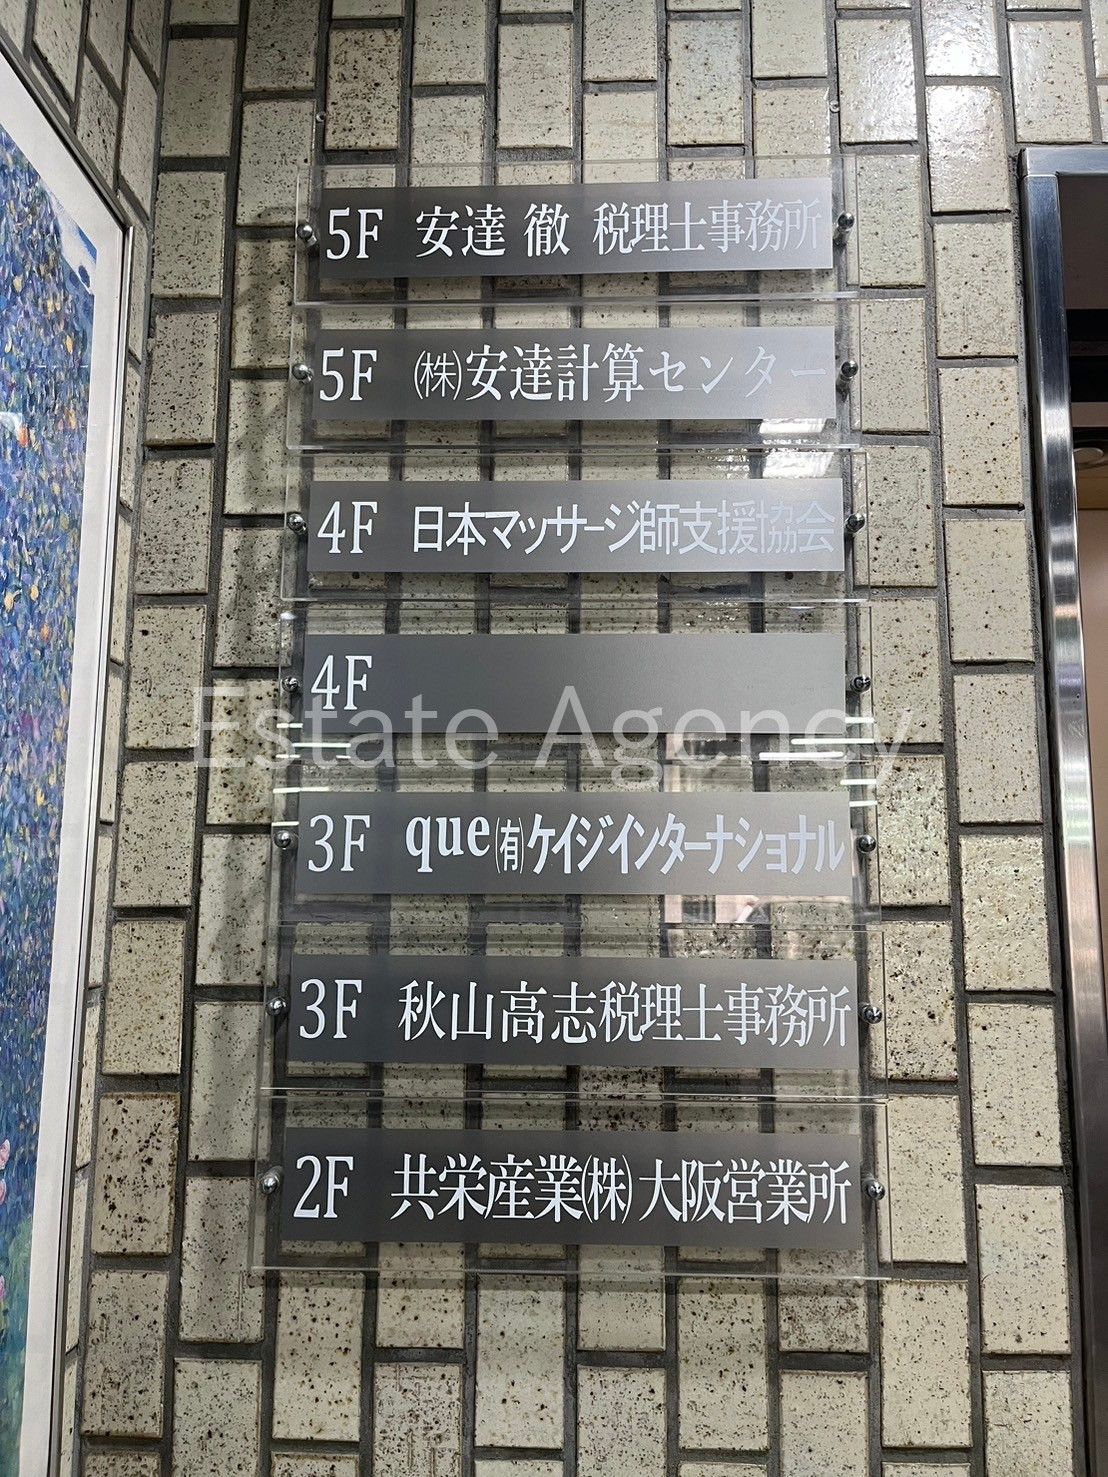 5F 安達 徹 税理士事務所
5F ㈱安達計算センター
4F 日本マッサージ師支援協会
4F
Estate Agency
3F que㈲ケイジインターナショナル
3F 秋山高志税理士事務所
2F 共栄産業㈱大阪営業所